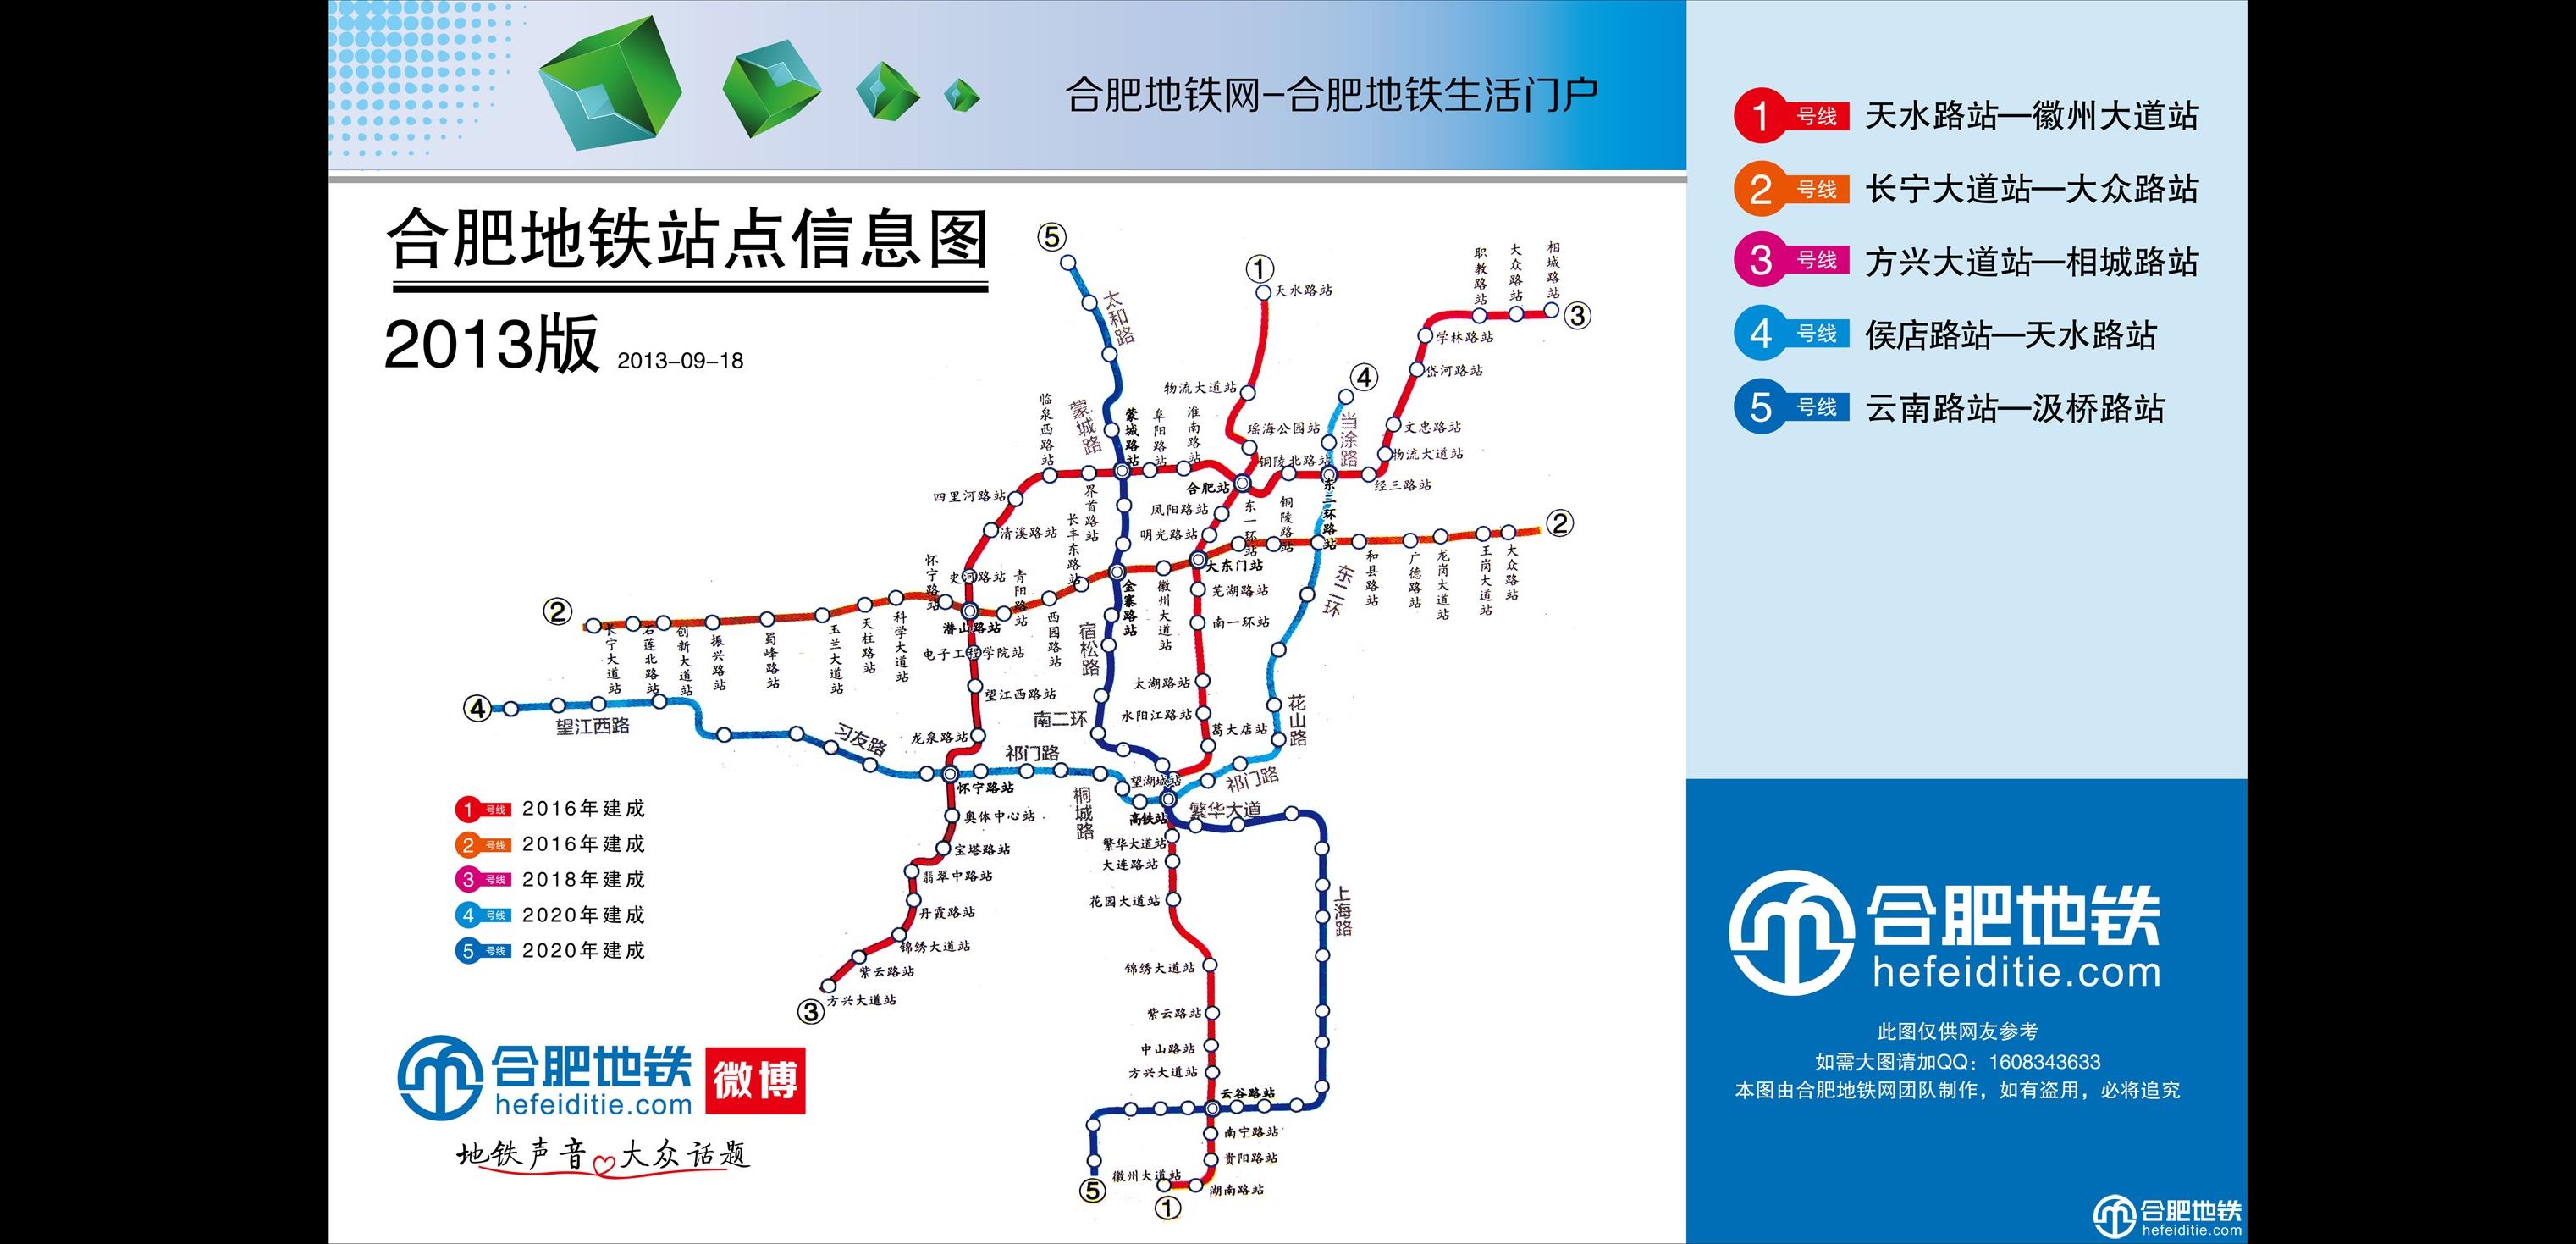 合肥地铁网-合肥地铁生活门户
合肥地铁站点信息图
2013版 2013-09-18
1号线 天水路站—徽州大道站
2号线 长宁大道站—大众路站
3号线 方兴大道站—相城路站
4号线 侯店路站—天水路站
5号线 云南路站—汲桥路站
⑤
太和路
①
天水路站
职教路站
大众路站
相城路站
③
学林路站
岱河路站
物流大道站
④
当涂路
文忠路站
物流大道站
临泉西路站
蒙城路
蒙城路站
阜阳路站
淮南路站
瑶海公园站
铜陵北路站
经三路站
四里河路站
界首路站
合肥站
凤阳路站
东一环站
铜陵路站
东二环路站
②
清溪路站
长丰东路站
明光路站
大东门站
和县路站
广德路站
龙岗大道站
王岗大道站
大众路站
怀宁路站
史河路站
青阳路站
金寨路站
徽州大道站
芜湖路站
东二环
②
长宁大道站
石莲北路站
创新大道站
振兴路站
蜀峰路站
玉兰大道站
天柱路站
科学大道站
潜山路站
西园路站
宿松路
南一环站
电子工程学院站
望江西路站
太湖路站
④
望江西路
南二环
水阳江路站
花山路
习友路
龙泉路站
祁门路
葛大店站
望湖城站
祁门路
怀宁路站
桐城路
高铁站
繁华大道
奥体中心站
繁华大道站
宝塔路站
大连路站
翡翠中路站
花园大道站
上海路
丹霞路站
锦绣大道站
锦绣大道站
紫云路站
方兴大道站
③
紫云路站
中山路站
方兴大道站
云谷路站
南宁路站
贵阳路站
徽州大道站
湖南路站
⑤
①
1号线 2016年建成
2号线 2016年建成
3号线 2018年建成
4号线 2020年建成
5号线 2020年建成
合肥地铁
hefeiditie.com
微博
地铁声音 大众话题
合肥地铁
hefeiditie.com
此图仅供网友参考
如需大图请加QQ：1608343633
本图由合肥地铁网团队制作，如有盗用，必将追究
合肥地铁
hefeiditie.com